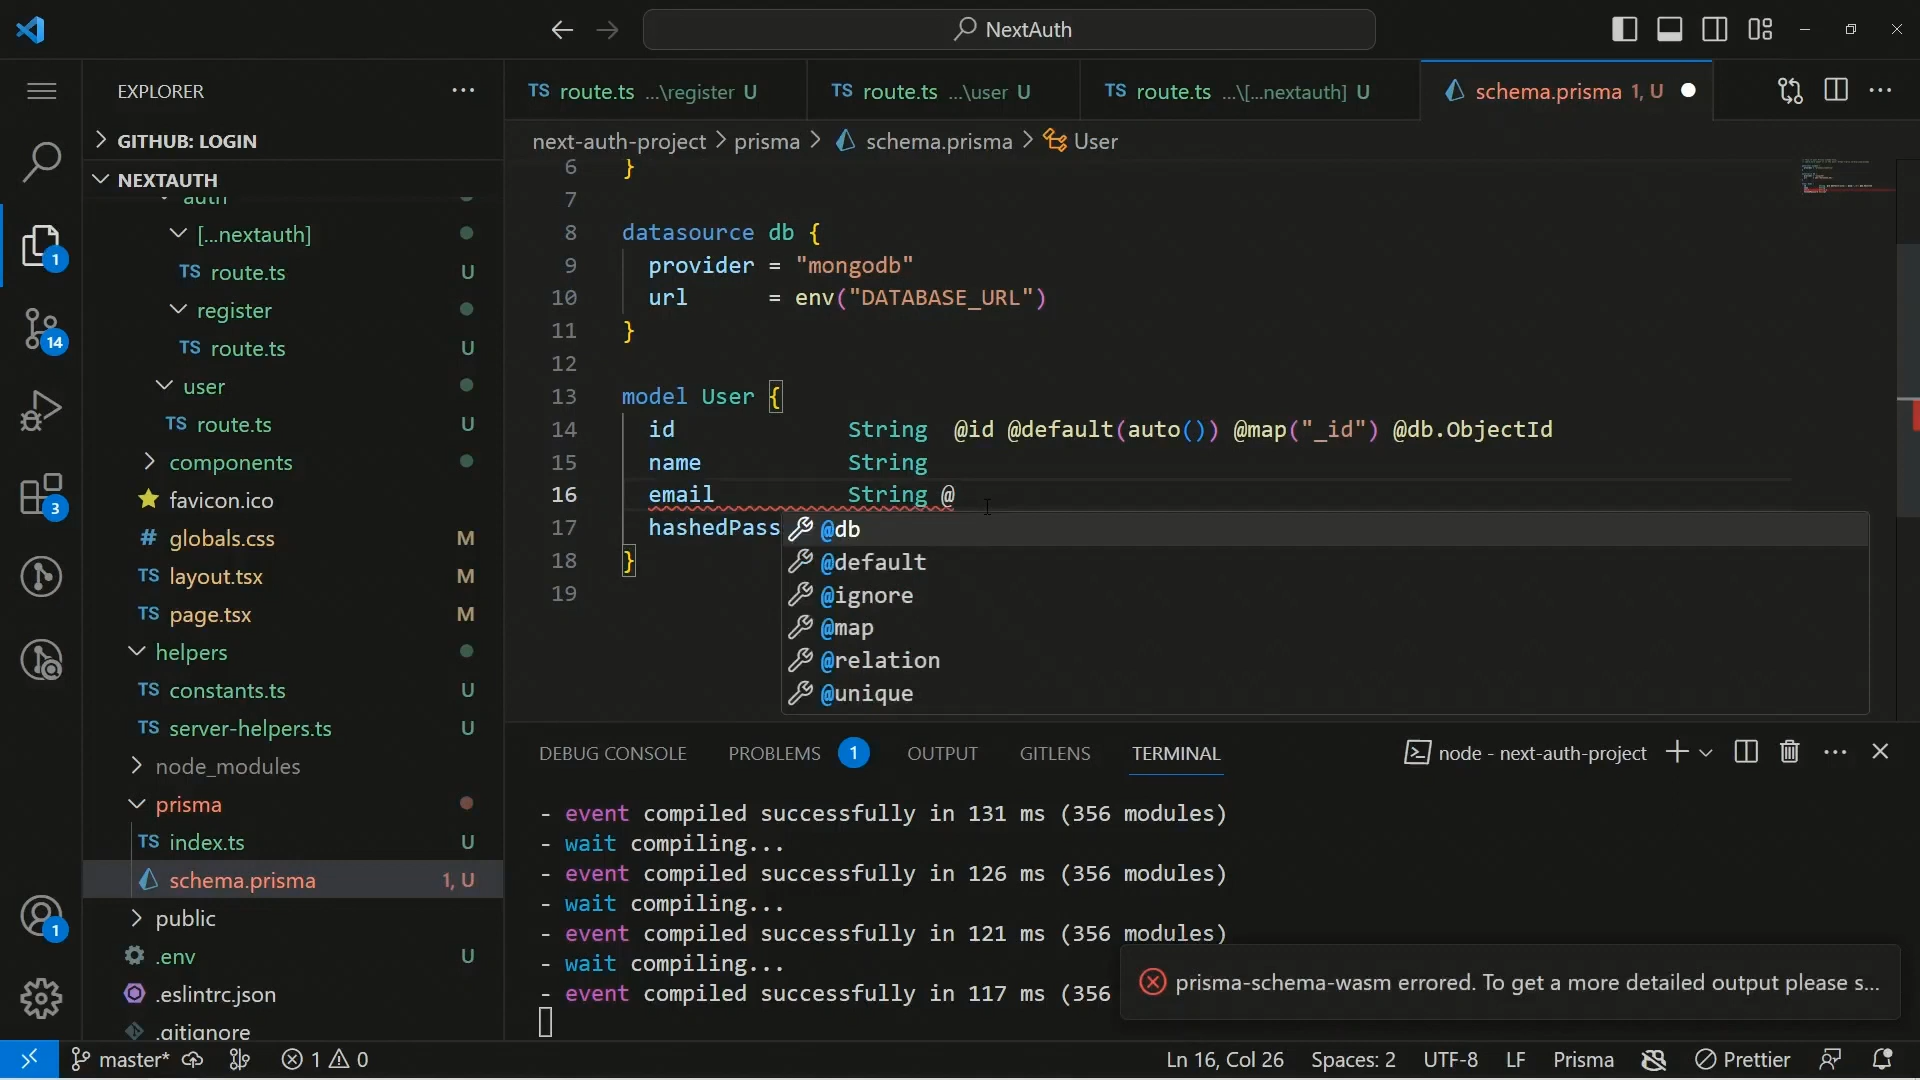 NextAuth
EXPLORER
GITHUB: LOGIN
NEXTAUTH
auth
[...nextauth]
TS route.ts U
register
TS route.ts U
user
TS route.ts U
components
favicon.ico
# globals.css M
TS layout.tsx M
TS page.tsx M
helpers
TS constants.ts U
TS server-helpers.ts U
node_modules
prisma
TS index.ts U
schema.prisma 1, U
public
.env U
.eslintrc.json
.gitignore
1
14
3
1
TS route.ts ...\register U
TS route.ts ...\user U
TS route.ts ...\[...nextauth] U
schema.prisma 1, U
next-auth-project > prisma > schema.prisma > User
6 }
7
8 datasource db {
9 provider = "mongodb"
10 url = env("DATABASE_URL")
11 }
12
13 model User {
14 id String @id @default(auto()) @map("_id") @db.ObjectId
15 name String
16 email String @
17 hashedPass
18 }
19
@db
@default
@ignore
@map
@relation
@unique
DEBUG CONSOLE PROBLEMS 1 OUTPUT GITLENS TERMINAL node - next-auth-project
- event compiled successfully in 131 ms (356 modules)
- wait compiling...
- event compiled successfully in 126 ms (356 modules)
- wait compiling...
- event compiled successfully in 121 ms (356 modules)
- wait compiling...
- event compiled successfully in 117 ms (356
prisma-schema-wasm errored. To get a more detailed output please s...
master* 1 0 Ln 16, Col 26 Spaces: 2 UTF-8 LF Prisma Prettier